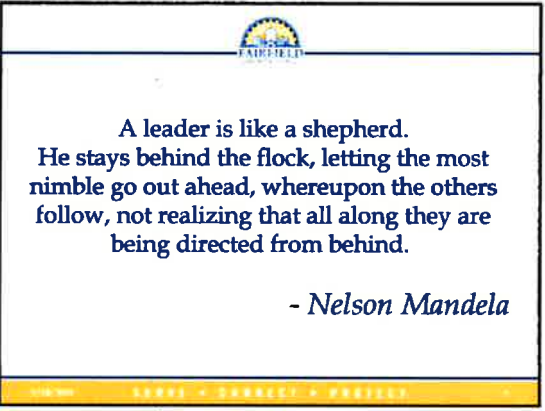 FAIRFIELD
A leader is like a shepherd.
He stays behind the flock, letting the most
nimble go out ahead, whereupon the others
follow, not realizing that all along they are
being directed from behind.
- Nelson Mandela
SERVE • CONNECT • PROTECT